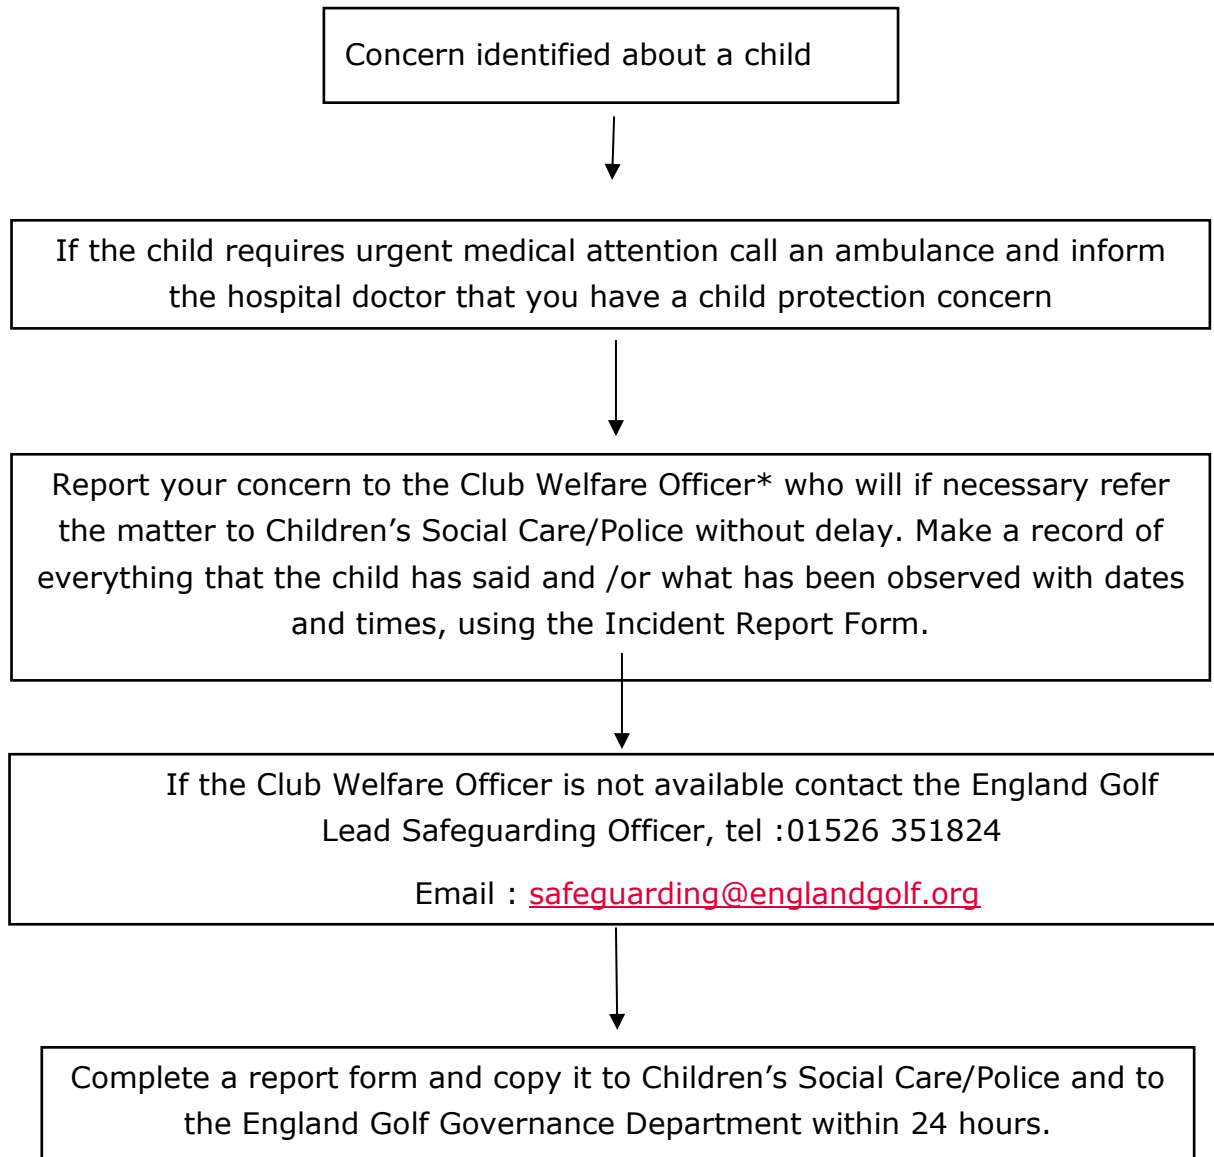 Concern identified about a child
If the child requires urgent medical attention call an ambulance and inform
the hospital doctor that you have a child protection concern
Report your concern to the Club Welfare Officer* who will if necessary refer
the matter to Children’s Social Care/Police without delay. Make a record of
everything that the child has said and /or what has been observed with dates
and times, using the Incident Report Form.
If the Club Welfare Officer is not available contact the England Golf
Lead Safeguarding Officer, tel :01526 351824
Email : safeguarding@englandgolf.org
Complete a report form and copy it to Children’s Social Care/Police and to
the England Golf Governance Department within 24 hours.